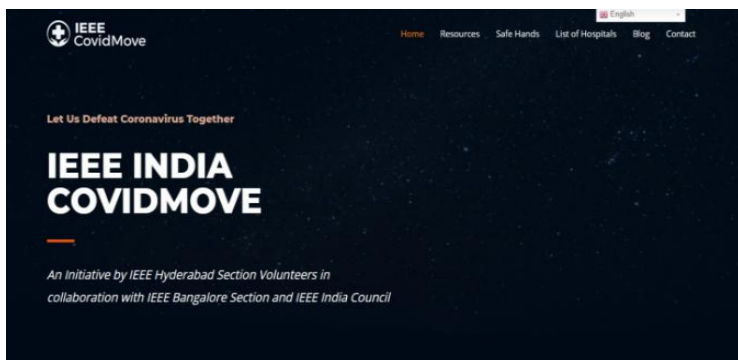 English
IEEE
CovidMove
Home Resources Safe Hands List of Hospitals Blog Contact
Let Us Defeat Coronavirus Together
IEEE INDIA
COVIDMOVE
An Initiative by IEEE Hyderabad Section Volunteers in
collaboration with IEEE Bangalore Section and IEEE India Council